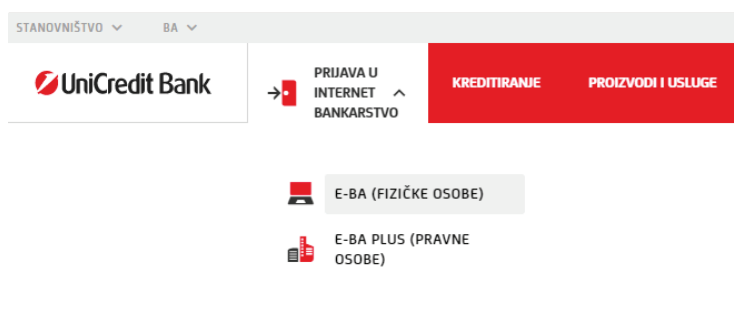 STANOVNIŠTVO BA
UniCredit Bank
PRIJAVA U
INTERNET
BANKARSTVO
KREDITIRANJE
PROIZVODI I USLUGE
E-BA (FIZIČKE OSOBE)
E-BA PLUS (PRAVNE
OSOBE)